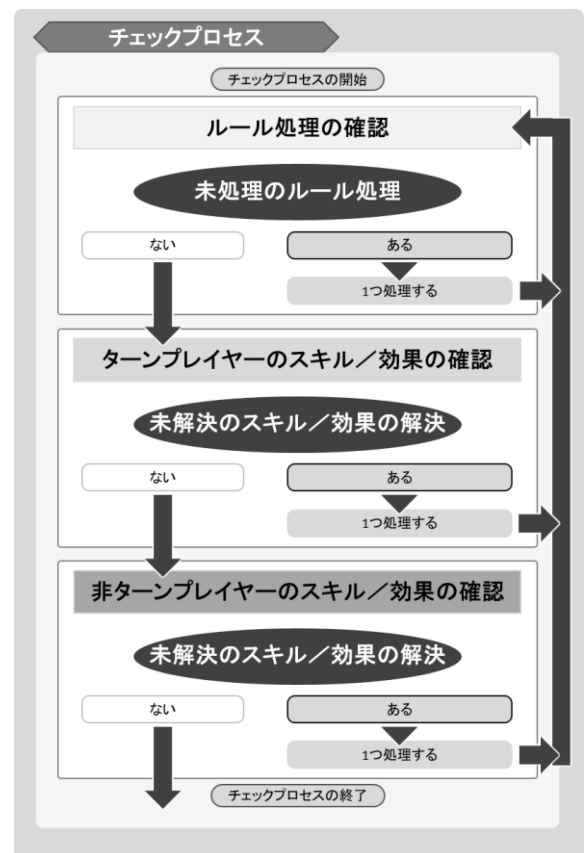 チェックプロセス
チェックプロセスの開始
ルール処理の確認
未処理のルール処理
ない
ある
1つ処理する
ターンプレイヤーのスキル／効果の確認
未解決のスキル／効果の解決
ない
ある
1つ処理する
非ターンプレイヤーのスキル／効果の確認
未解決のスキル／効果の解決
ない
ある
1つ処理する
チェックプロセスの終了